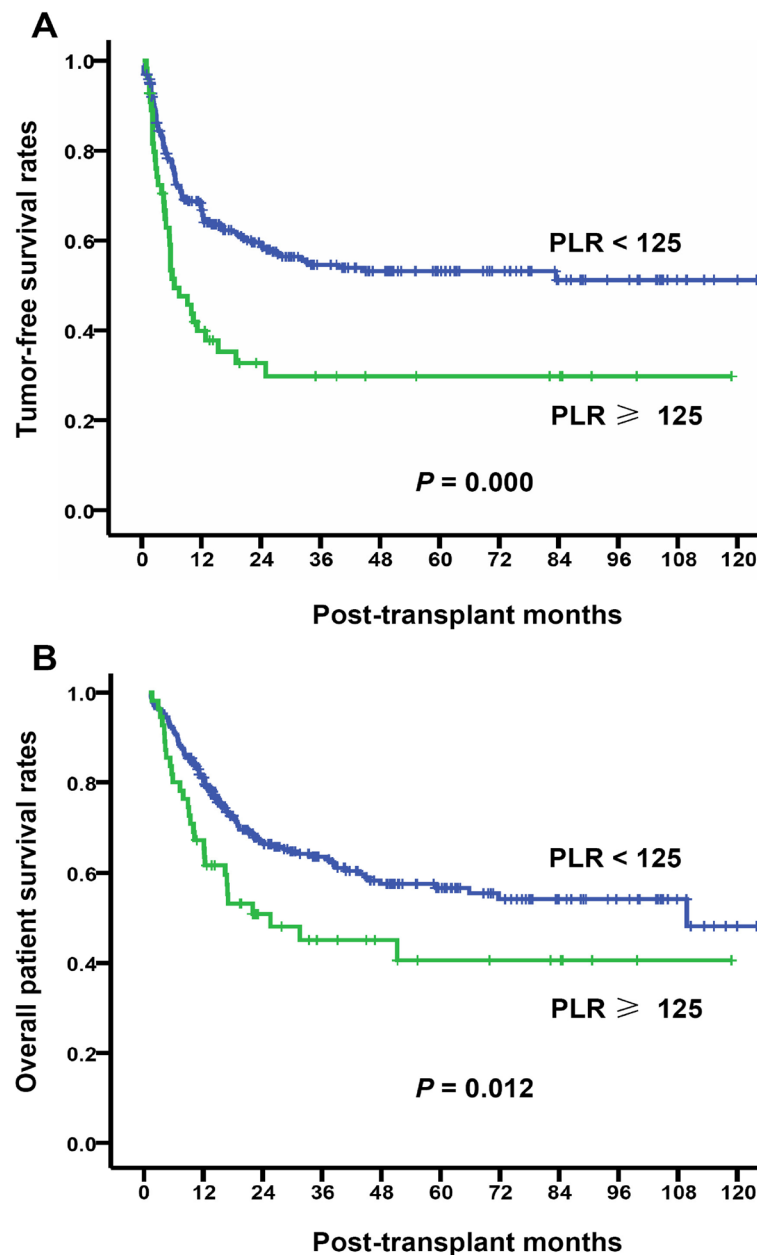 A
Tumor-free survival rates
1.0
0.8
0.6
0.4
0.2
0.0
PLR < 125
PLR ⩾ 125
P = 0.000
0 12 24 36 48 60 72 84 96 108 120
Post-transplant months
B
Overall patient survival rates
1.0
0.8
0.6
0.4
0.2
0.0
PLR < 125
PLR ⩾ 125
P = 0.012
0 12 24 36 48 60 72 84 96 108 120
Post-transplant months